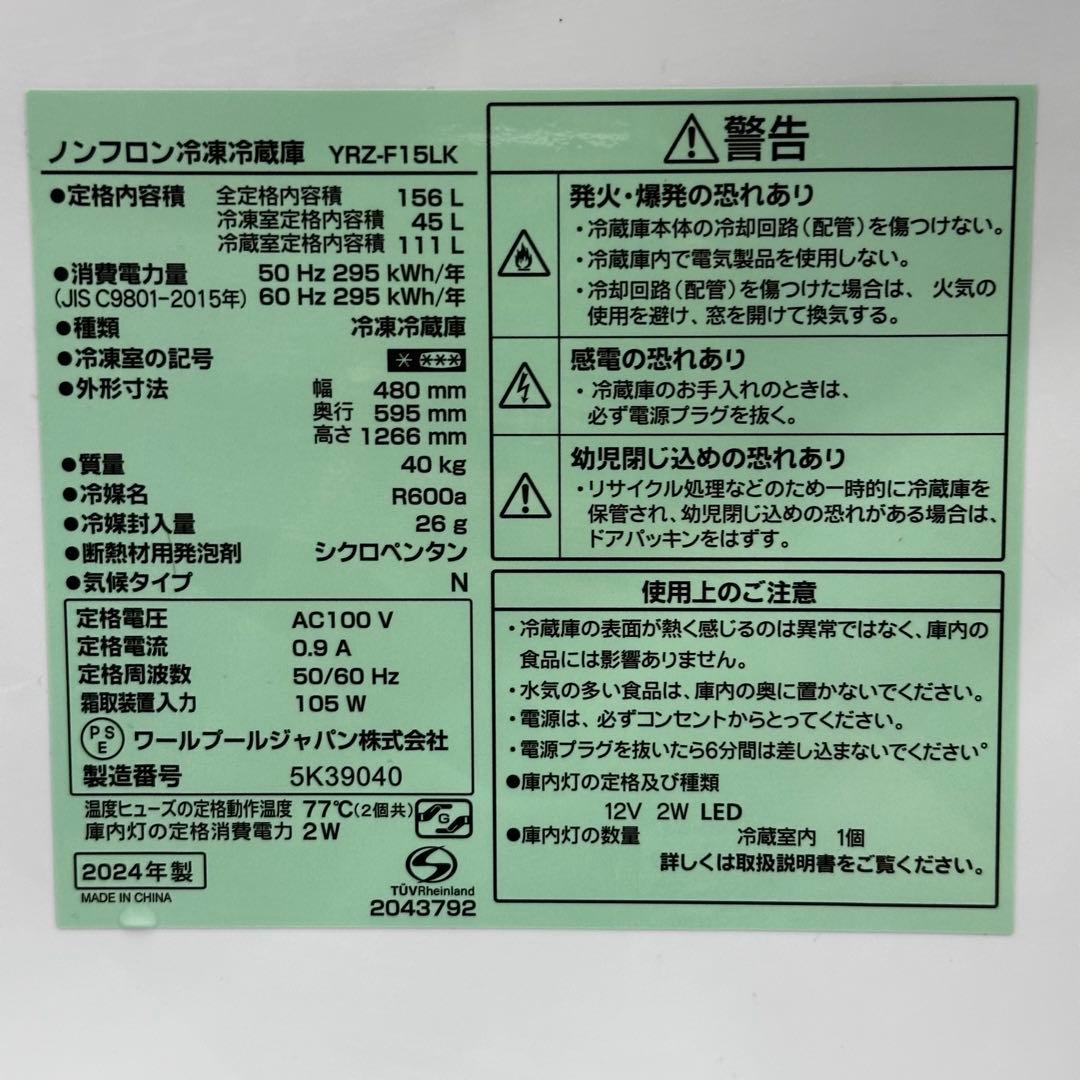 ノンフロン冷凍冷蔵庫 YRZ-F15LK
●定格内容積 全定格内容積 156 L
冷凍室定格内容積 45 L
冷蔵室定格内容積 111 L
●消費電力量 50 Hz 295 kWh/年
(JIS C9801-2015年) 60 Hz 295 kWh/年
●種類 冷凍冷蔵庫
●冷凍室の記号 * ***
●外形寸法 幅 480 mm
奥行 595 mm
高さ 1266 mm
●質量 40 kg
●冷媒名 R600a
●冷媒封入量 26 g
●断熱材用発泡剤 シクロペンタン
●気候タイプ N
定格電圧 AC100 V
定格電流 0.9 A
定格周波数 50/60 Hz
霜取装置入力 105 W
PSE ワールプールジャパン株式会社
製造番号 5K39040
温度ヒューズの定格動作温度 77℃(2個共)
庫内灯の定格消費電力 2W
G
2024年製
MADE IN CHINA
TÜVRheinland
2043792
⚠警告
発火・爆発の恐れあり
・冷蔵庫本体の冷却回路(配管)を傷つけない。
・冷蔵庫内で電気製品を使用しない。
・冷却回路(配管)を傷つけた場合は、火気の
使用を避け、窓を開けて換気する。
感電の恐れあり
・冷蔵庫のお手入れのときは、
必ず電源プラグを抜く。
幼児閉じ込めの恐れあり
・リサイクル処理などのため一時的に冷蔵庫を
保管され、幼児閉じ込めの恐れがある場合は、
ドアパッキンをはずす。
使用上のご注意
・冷蔵庫の表面が熱く感じるのは異常ではなく、庫内の
食品には影響ありません。
・水気の多い食品は、庫内の奥に置かないでください。
・電源は、必ずコンセントからとってください。
・電源プラグを抜いたら6分間は差し込まないでください。
●庫内灯の定格及び種類
12V 2W LED
●庫内灯の数量 冷蔵室内 1個
詳しくは取扱説明書をご覧ください。